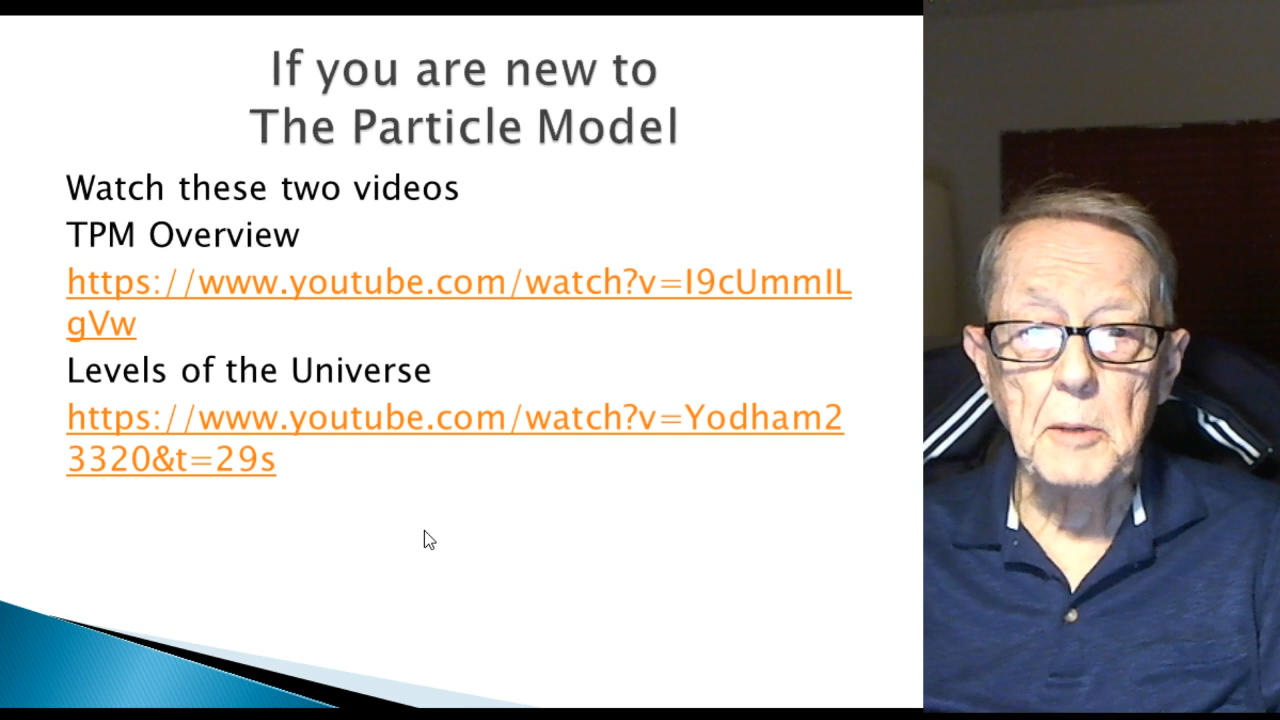 If you are new to
The Particle Model
Watch these two videos
TPM Overview
https://www.youtube.com/watch?v=I9cUmmIL
gVw
Levels of the Universe
https://www.youtube.com/watch?v=Yodham2
3320&t=29s